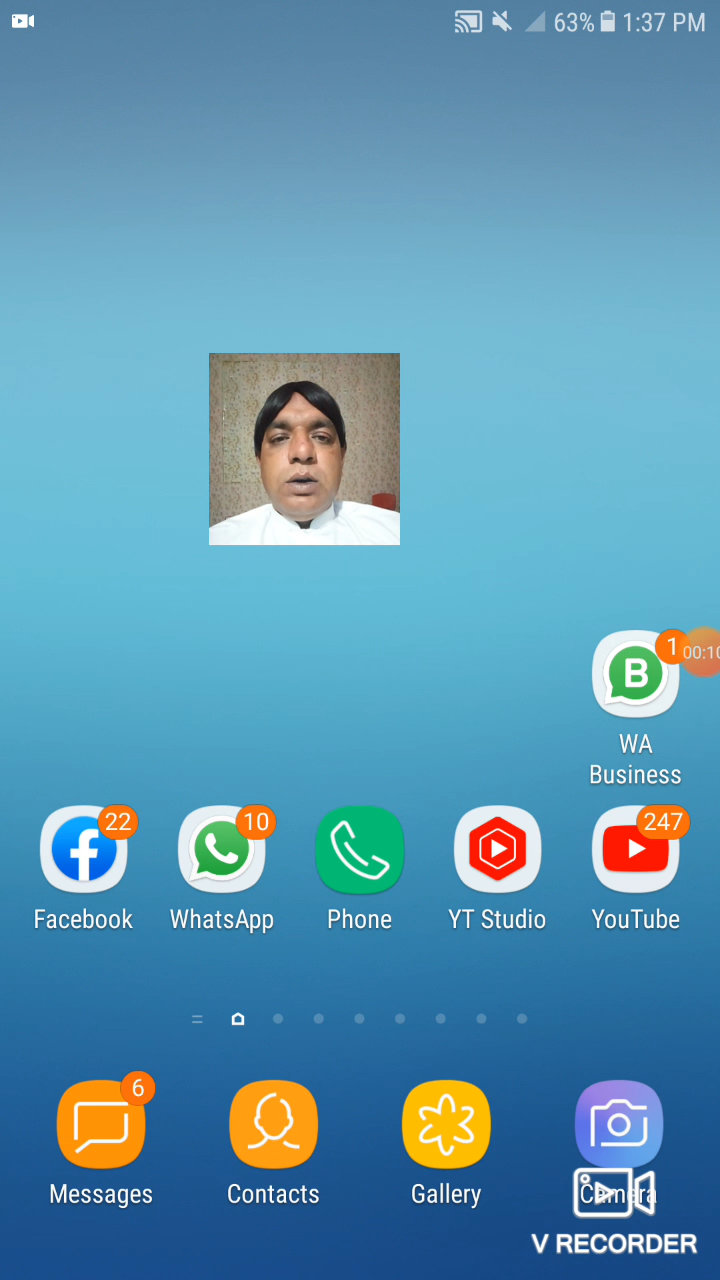 63% 1:37 PM
1
00:10
WA
Business
22
10
247
Facebook
WhatsApp
Phone
YT Studio
YouTube
6
Messages
Contacts
Gallery
Camera
V RECORDER